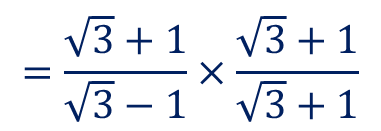 = (√3 + 1)/(√3 − 1) × (√3 + 1)/(√3 + 1)